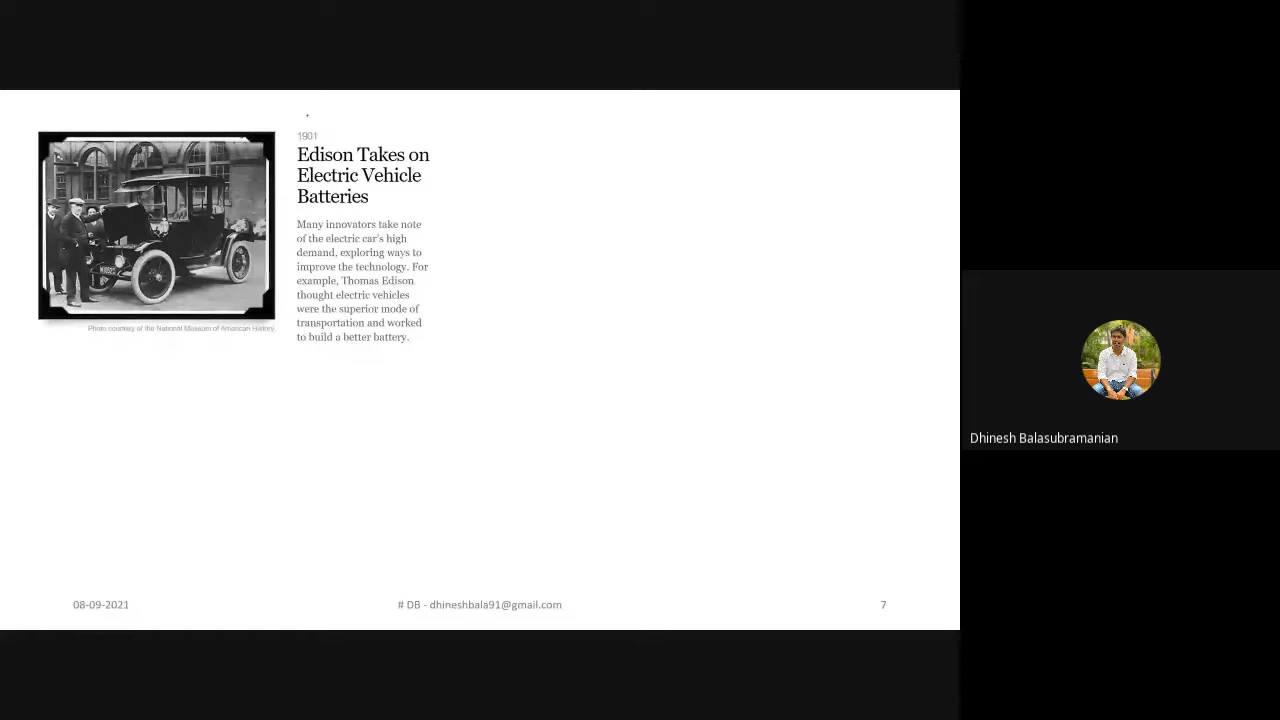 1901
Edison Takes on
Electric Vehicle
Batteries
Many innovators take note
of the electric car's high
demand, exploring ways to
improve the technology. For
example, Thomas Edison
thought electric vehicles
were the superior mode of
transportation and worked
to build a better battery.
Photo courtesy of the National Museum of American History
08-09-2021
# DB - dhineshbala91@gmail.com
7
Dhinesh Balasubramanian